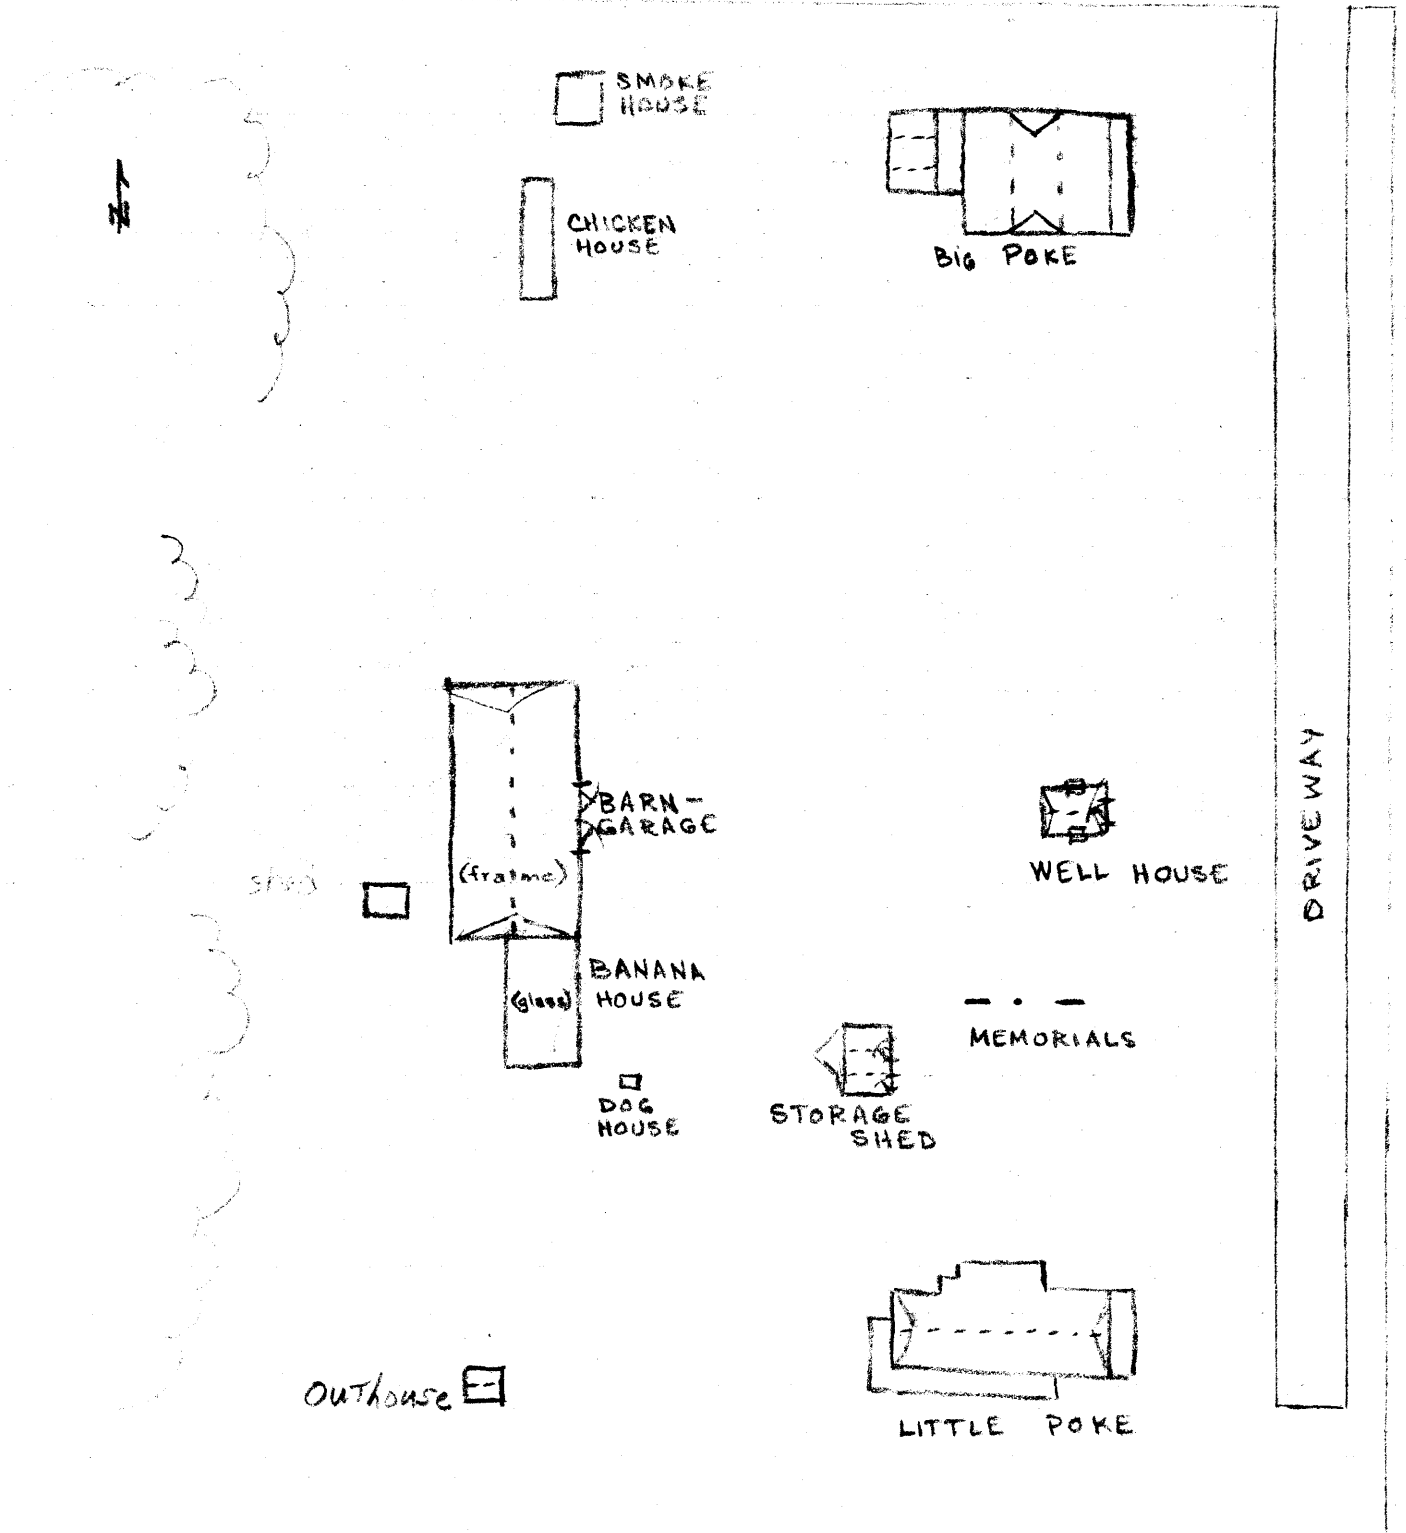 SMOKE
HOUSE
N
CHICKEN
HOUSE
Big POKE
BARN-
GARAGE
(frame)
shed
WELL HOUSE
DRIVEWAY
BANANA
HOUSE
(glass)
MEMORIALS
DOG
HOUSE
STORAGE
SHED
OUThouse
LITTLE POKE